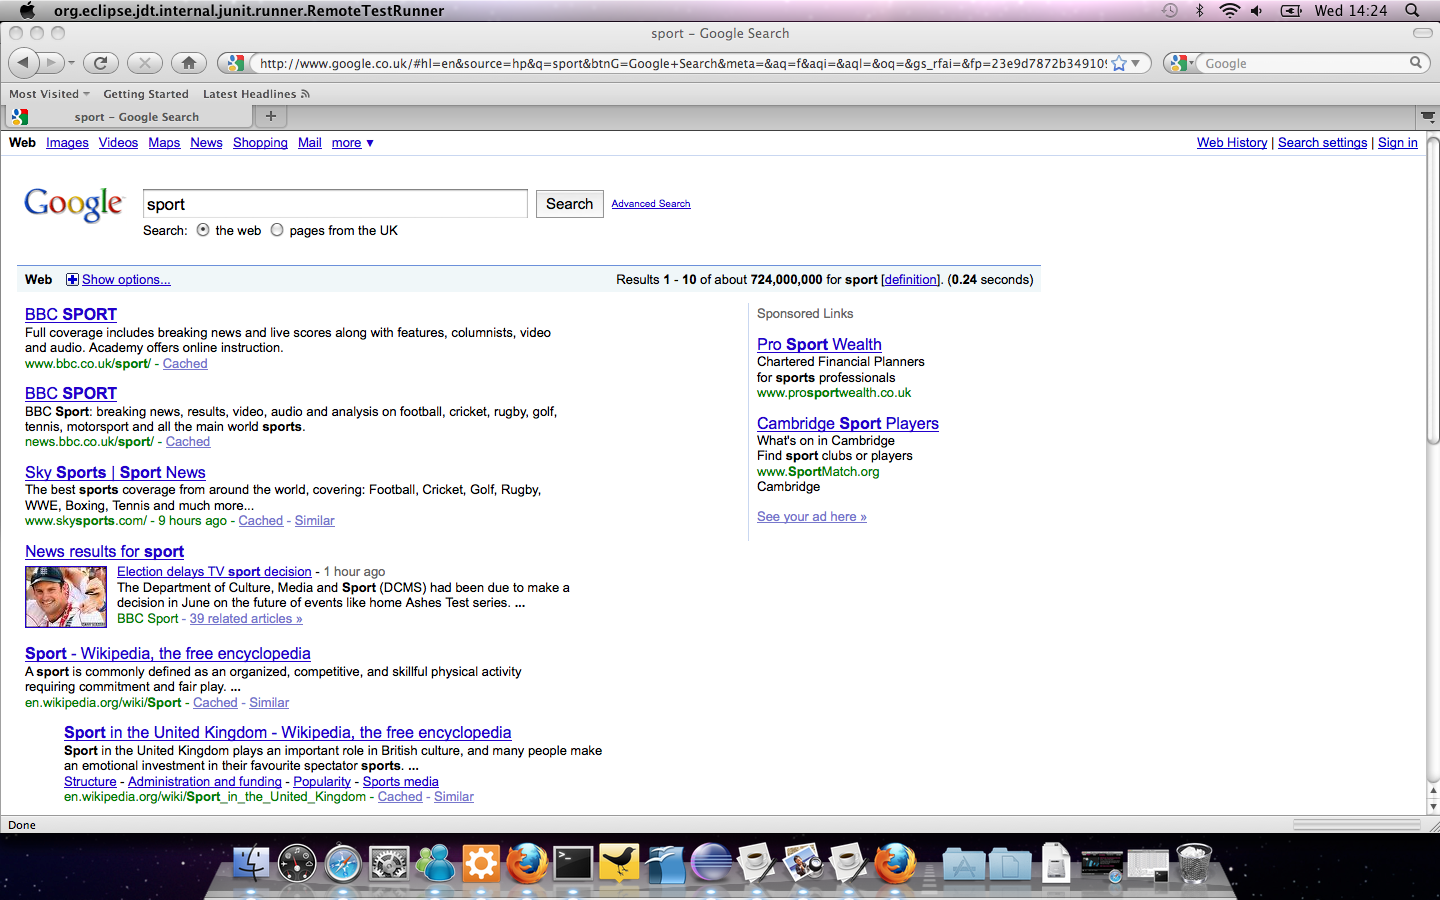 org.eclipse.jdt.internal.junit.runner.RemoteTestRunner
Wed 14:24
sport – Google Search
http://www.google.co.uk/#hl=en&source=hp&q=sport&btnG=Google+Search&meta=&aq=f&aqi=&aql=&oq=&gs_rfai=&fp=23e9d7872b34910
Google
Most Visited
Getting Started
Latest Headlines
sport – Google Search
Web Images Videos Maps News Shopping Mail more ▼
Web History | Search settings | Sign in
Google
sport
Search
Advanced Search
Search: the web pages from the UK
Web Show options...
Results 1 - 10 of about 724,000,000 for sport [definition]. (0.24 seconds)
BBC SPORT
Full coverage includes breaking news and live scores along with features, columnists, video
and audio. Academy offers online instruction.
www.bbc.co.uk/sport/ - Cached
BBC SPORT
BBC Sport: breaking news, results, video, audio and analysis on football, cricket, rugby, golf,
tennis, motorsport and all the main world sports.
news.bbc.co.uk/sport/ - Cached
Sky Sports | Sport News
The best sports coverage from around the world, covering: Football, Cricket, Golf, Rugby,
WWE, Boxing, Tennis and much more...
www.skysports.com/ - 9 hours ago - Cached - Similar
News results for sport
Election delays TV sport decision - 1 hour ago
The Department of Culture, Media and Sport (DCMS) had been due to make a
decision in June on the future of events like home Ashes Test series. ...
BBC Sport - 39 related articles »
Sport - Wikipedia, the free encyclopedia
A sport is commonly defined as an organized, competitive, and skillful physical activity
requiring commitment and fair play. ...
en.wikipedia.org/wiki/Sport - Cached - Similar
Sport in the United Kingdom - Wikipedia, the free encyclopedia
Sport in the United Kingdom plays an important role in British culture, and many people make
an emotional investment in their favourite spectator sports. ...
Structure - Administration and funding - Popularity - Sports media
en.wikipedia.org/wiki/Sport_in_the_United_Kingdom - Cached - Similar
Sponsored Links
Pro Sport Wealth
Chartered Financial Planners
for sports professionals
www.prosportwealth.co.uk
Cambridge Sport Players
What's on in Cambridge
Find sport clubs or players
www.SportMatch.org
Cambridge
See your ad here »
Done